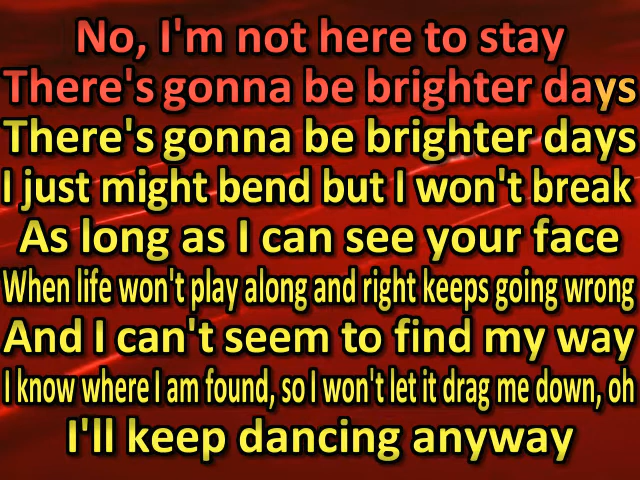 No, I'm not here to stay
There's gonna be brighter days
There's gonna be brighter days
I just might bend but I won't break
As long as I can see your face
When life won't play along and right keeps going wrong
And I can't seem to find my way
I know where I am found, so I won't let it drag me down, oh
I'll keep dancing anyway